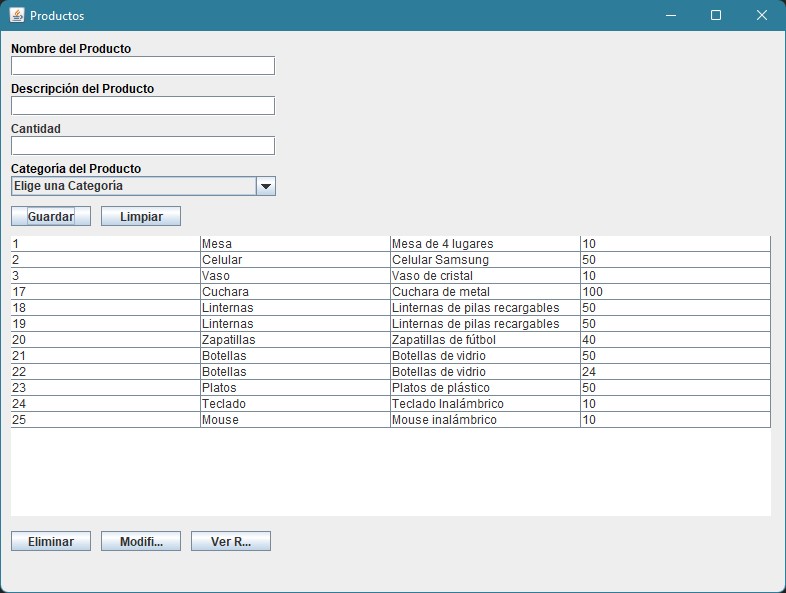 Productos
Nombre del Producto
Descripción del Producto
Cantidad
Categoría del Producto
Elige una Categoría
Guardar Limpiar
1 Mesa Mesa de 4 lugares 10
2 Celular Celular Samsung 50
3 Vaso Vaso de cristal 10
17 Cuchara Cuchara de metal 100
18 Linternas Linternas de pilas recargables 50
19 Linternas Linternas de pilas recargables 50
20 Zapatillas Zapatillas de fútbol 40
21 Botellas Botellas de vidrio 50
22 Botellas Botellas de vidrio 24
23 Platos Platos de plástico 50
24 Teclado Teclado Inalámbrico 10
25 Mouse Mouse inalámbrico 10
Eliminar Modifi... Ver R...